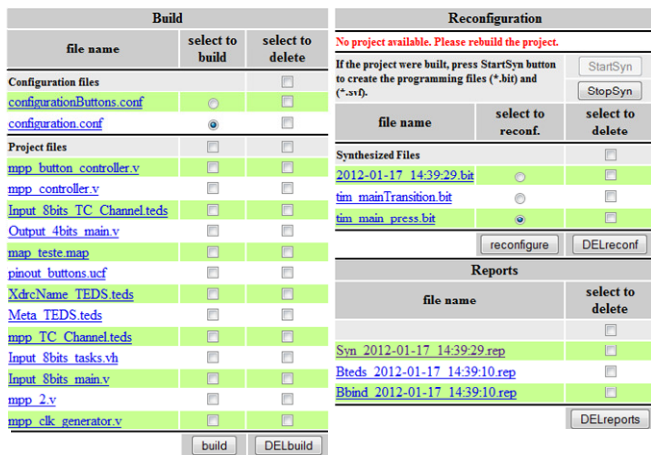 Build
file name select to build select to delete
Configuration files
configurationButtons.conf
configuration.conf
Project files
mpp_button_controller.v
mpp_controller.v
Input_8bits_TC_Channel.teds
Output_4bits_main.v
map_teste.map
pinout_buttons.ucf
XdrcName_TEDS.teds
Meta_TEDS.teds
mpp_TC_Channel.teds
Input_8bits_tasks.vh
Input_8bits_main.v
mpp_2.v
mpp_clk_generator.v
build DELbuild
Reconfiguration
No project available. Please rebuild the project.
If the project were built, press StartSyn button
to create the programming files (*.bit) and
(*.svf).
StartSyn
StopSyn
file name select to reconf. select to delete
Synthesized Files
2012-01-17_14:39:29.bit
tim_mainTransition.bit
tim_main_press.bit
reconfigure DELreconf
Reports
file name select to delete
Syn_2012-01-17_14:39:29.rep
Bteds_2012-01-17_14:39:10.rep
Bbind_2012-01-17_14:39:10.rep
DELreports